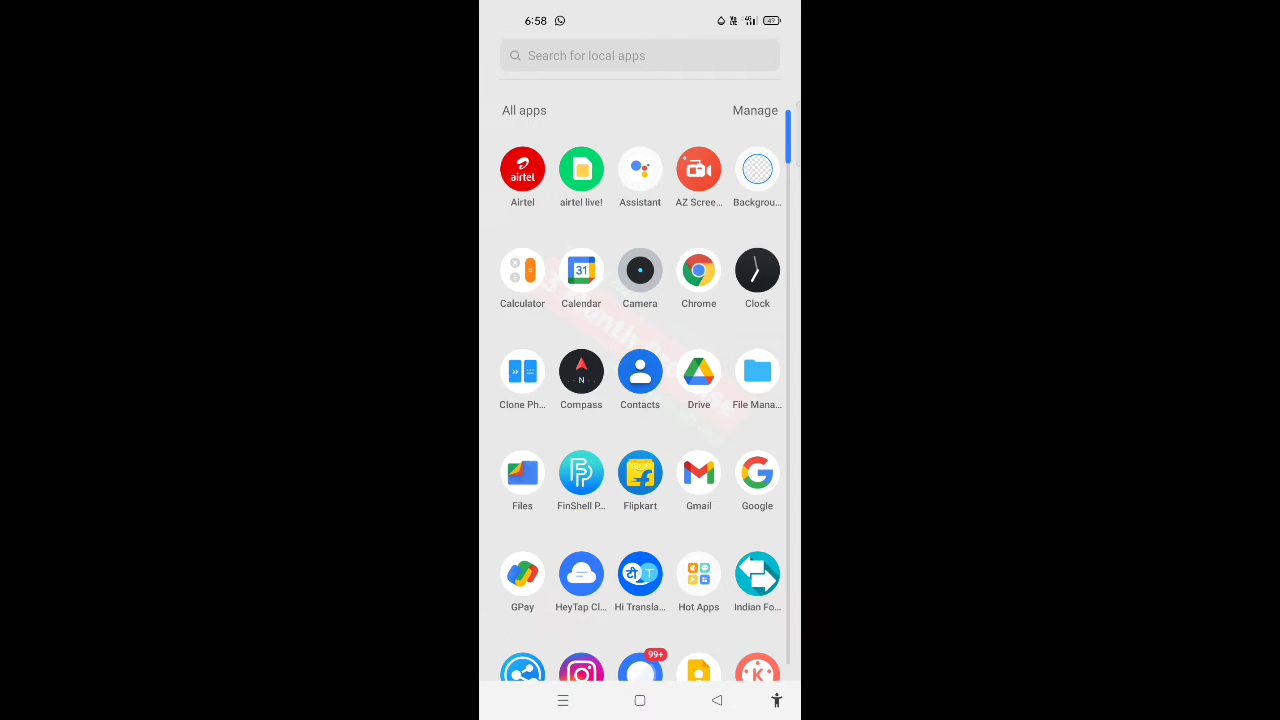 6:58
49
Search for local apps
All apps
Manage
airtel
Airtel
airtel live!
Assistant
AZ Scree...
Backgrou...
31
Calculator
Calendar
Camera
Chrome
Clock
N
Clone Ph...
Compass
Contacts
Drive
File Mana...
Files
FinShell P...
Flipkart
Gmail
Google
टी T
GPay
HeyTap Cl...
Hi Transla...
Hot Apps
Indian Fo...
99+
K